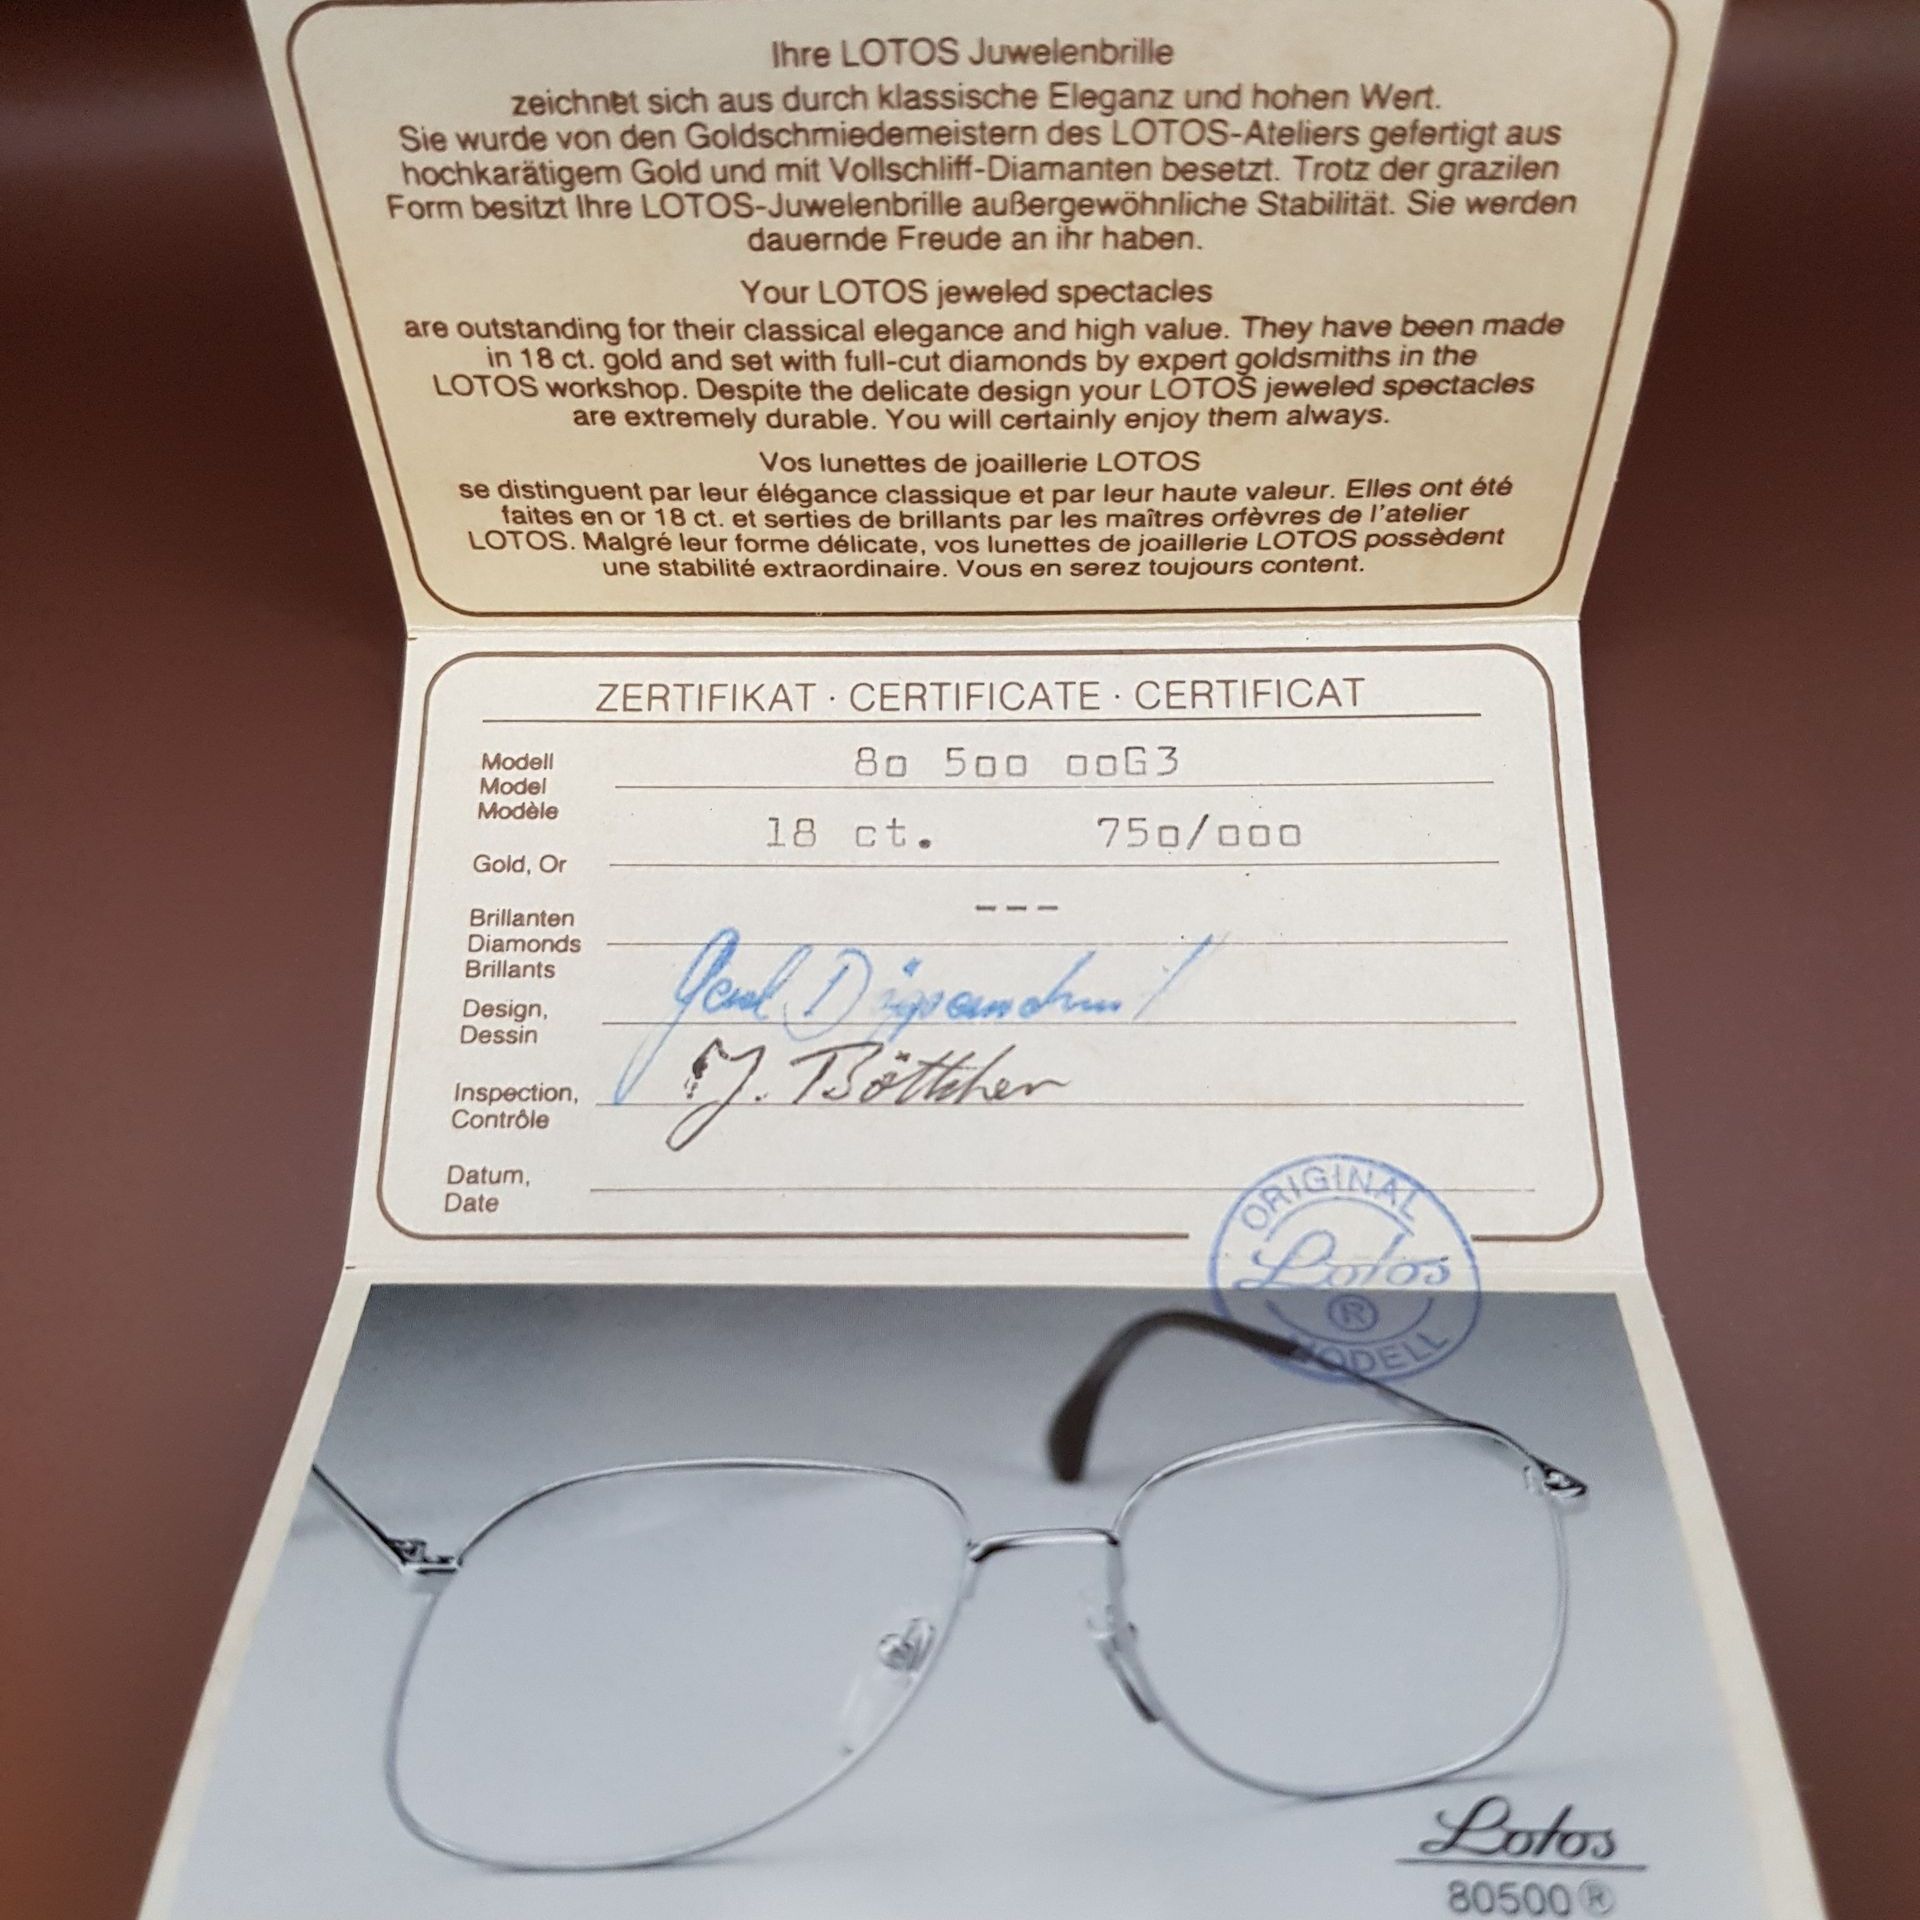 Ihre LOTOS Juwelenbrille
zeichnet sich aus durch klassische Eleganz und hohen Wert.
Sie wurde von den Goldschmiedemeistern des LOTOS-Ateliers gefertigt aus
hochkarätigem Gold und mit Vollschliff-Diamanten besetzt. Trotz der grazilen
Form besitzt Ihre LOTOS-Juwelenbrille außergewöhnliche Stabilität. Sie werden
dauernde Freude an ihr haben.
Your LOTOS jeweled spectacles
are outstanding for their classical elegance and high value. They have been made
in 18 ct. gold and set with full-cut diamonds by expert goldsmiths in the
LOTOS workshop. Despite the delicate design your LOTOS jeweled spectacles
are extremely durable. You will certainly enjoy them always.
Vos lunettes de joaillerie LOTOS
se distinguent par leur élégance classique et par leur haute valeur. Elles ont été
faites en or 18 ct. et serties de brillants par les maîtres orfèvres de l'atelier
LOTOS. Malgré leur forme délicate, vos lunettes de joaillerie LOTOS possèdent
une stabilité extraordinaire. Vous en serez toujours content.
ZERTIFIKAT · CERTIFICATE · CERTIFICAT
Modell 80 500 00G3
Model
Modèle
18 ct. 750/000
Gold, Or
---
Brillanten
Diamonds
Brillants
Design,
Dessin
Inspection, J. Böttcher
Contrôle
Datum,
Date
ORIGINAL
Lotos
®
MODELL
Lotos
80500®